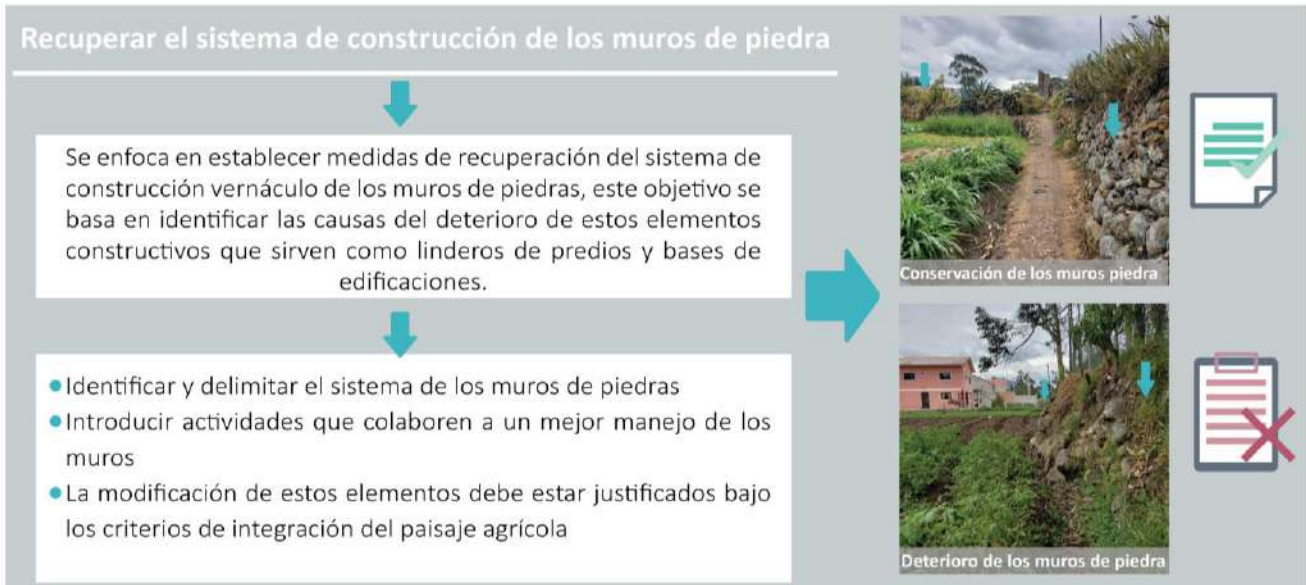 Recuperar el sistema de construcción de los muros de piedra
Se enfoca en establecer medidas de recuperación del sistema de
construcción vernáculo de los muros de piedras, este objetivo se
basa en identificar las causas del deterioro de estos elementos
constructivos que sirven como linderos de predios y bases de
edificaciones.
Identificar y delimitar el sistema de los muros de piedras
Introducir actividades que colaboren a un mejor manejo de los
muros
La modificación de estos elementos debe estar justificados bajo
los criterios de integración del paisaje agrícola
Conservación de los muros piedra
Deterioro de los muros de piedra